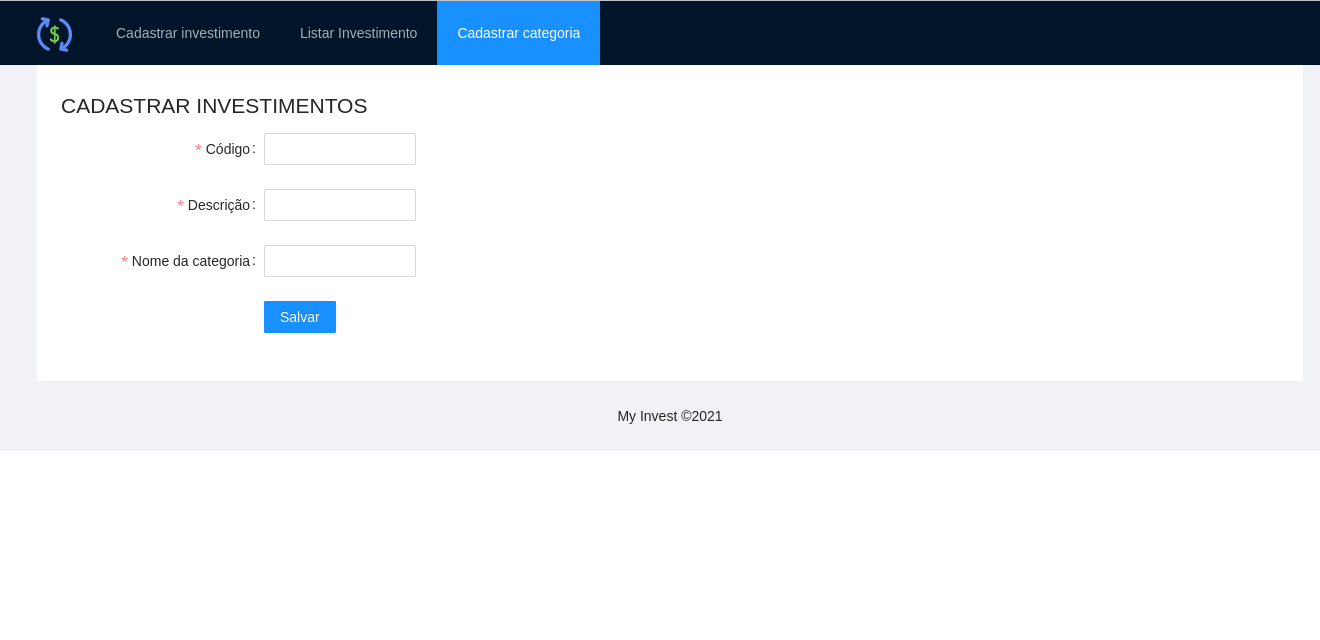 $
Cadastrar investimento Listar Investimento Cadastrar categoria
CADASTRAR INVESTIMENTOS
* Código:
* Descrição:
* Nome da categoria:
Salvar
My Invest ©2021